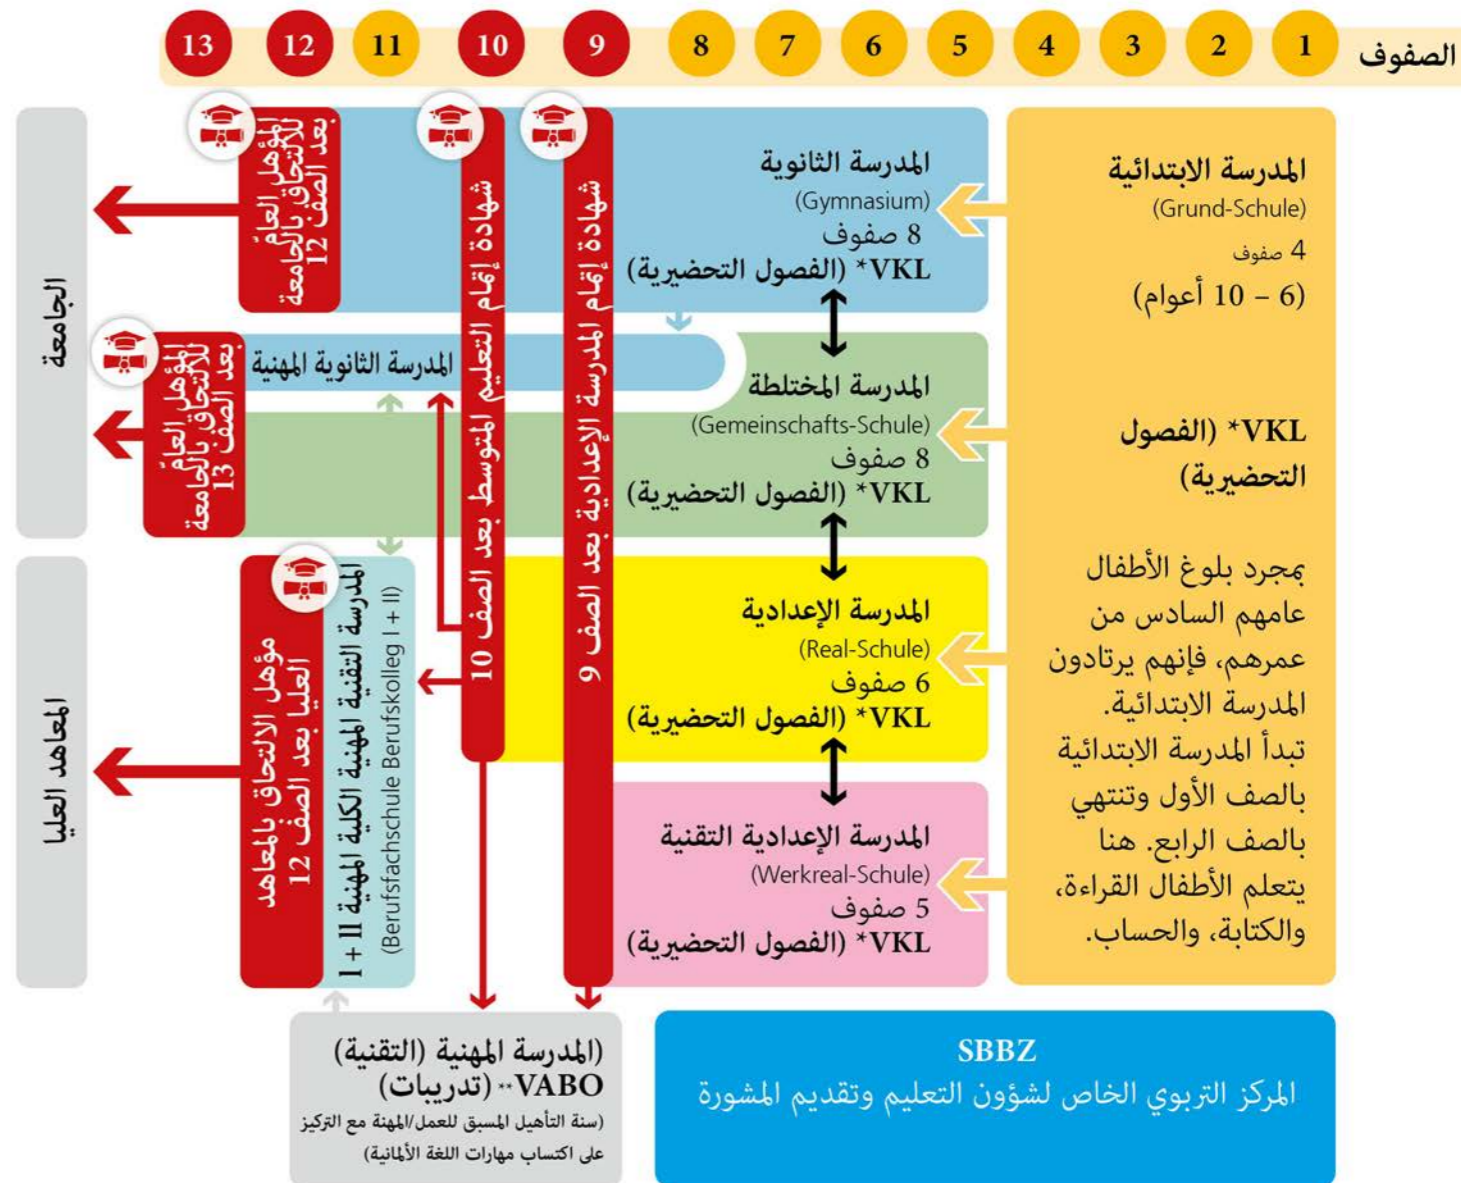 الصفوف
1 2 3 4 5 6 7 8 9 10 11 12 13
المدرسة الابتدائية
(Grund-Schule)
4 صفوف
(6 – 10 أعوام)
VKL* (الفصول
التحضيرية)
بمجرد بلوغ الأطفال
عامهم السادس من
عمرهم، فإنهم يرتادون
المدرسة الابتدائية.
تبدأ المدرسة الابتدائية
بالصف الأول وتنتهي
بالصف الرابع. هنا
يتعلم الأطفال القراءة،
والكتابة، والحساب.
المدرسة الثانوية
(Gymnasium)
8 صفوف
VKL* (الفصول التحضيرية)
المدرسة المختلطة
(Gemeinschafts-Schule)
8 صفوف
VKL* (الفصول التحضيرية)
المدرسة الإعدادية
(Real-Schule)
6 صفوف
VKL* (الفصول التحضيرية)
المدرسة الإعدادية التقنية
(Werkreal-Schule)
5 صفوف
VKL* (الفصول التحضيرية)
شهادة إتمام المدرسة الإعدادية بعد الصف 9
شهادة إتمام التعليم المتوسط بعد الصف 10
المدرسة الثانوية المهنية
المؤهل العامّ
للالتحاق بالجامعة
بعد الصف 12
المؤهل العامّ
للالتحاق بالجامعة
بعد الصف 13
المدرسة التقنية المهنية الكلية المهنية I + II
(Berufsfachschule Berufskolleg I + II)
مؤهل الالتحاق بالمعاهد
العليا بعد الصف 12
الجامعة
المعاهد العليا
(المدرسة المهنية (التقنية)
VABO** (تدريبات)
(سنة التأهيل المسبق للعمل/المهنة مع التركيز
على اكتساب مهارات اللغة الألمانية)
SBBZ
المركز التربوي الخاص لشؤون التعليم وتقديم المشورة